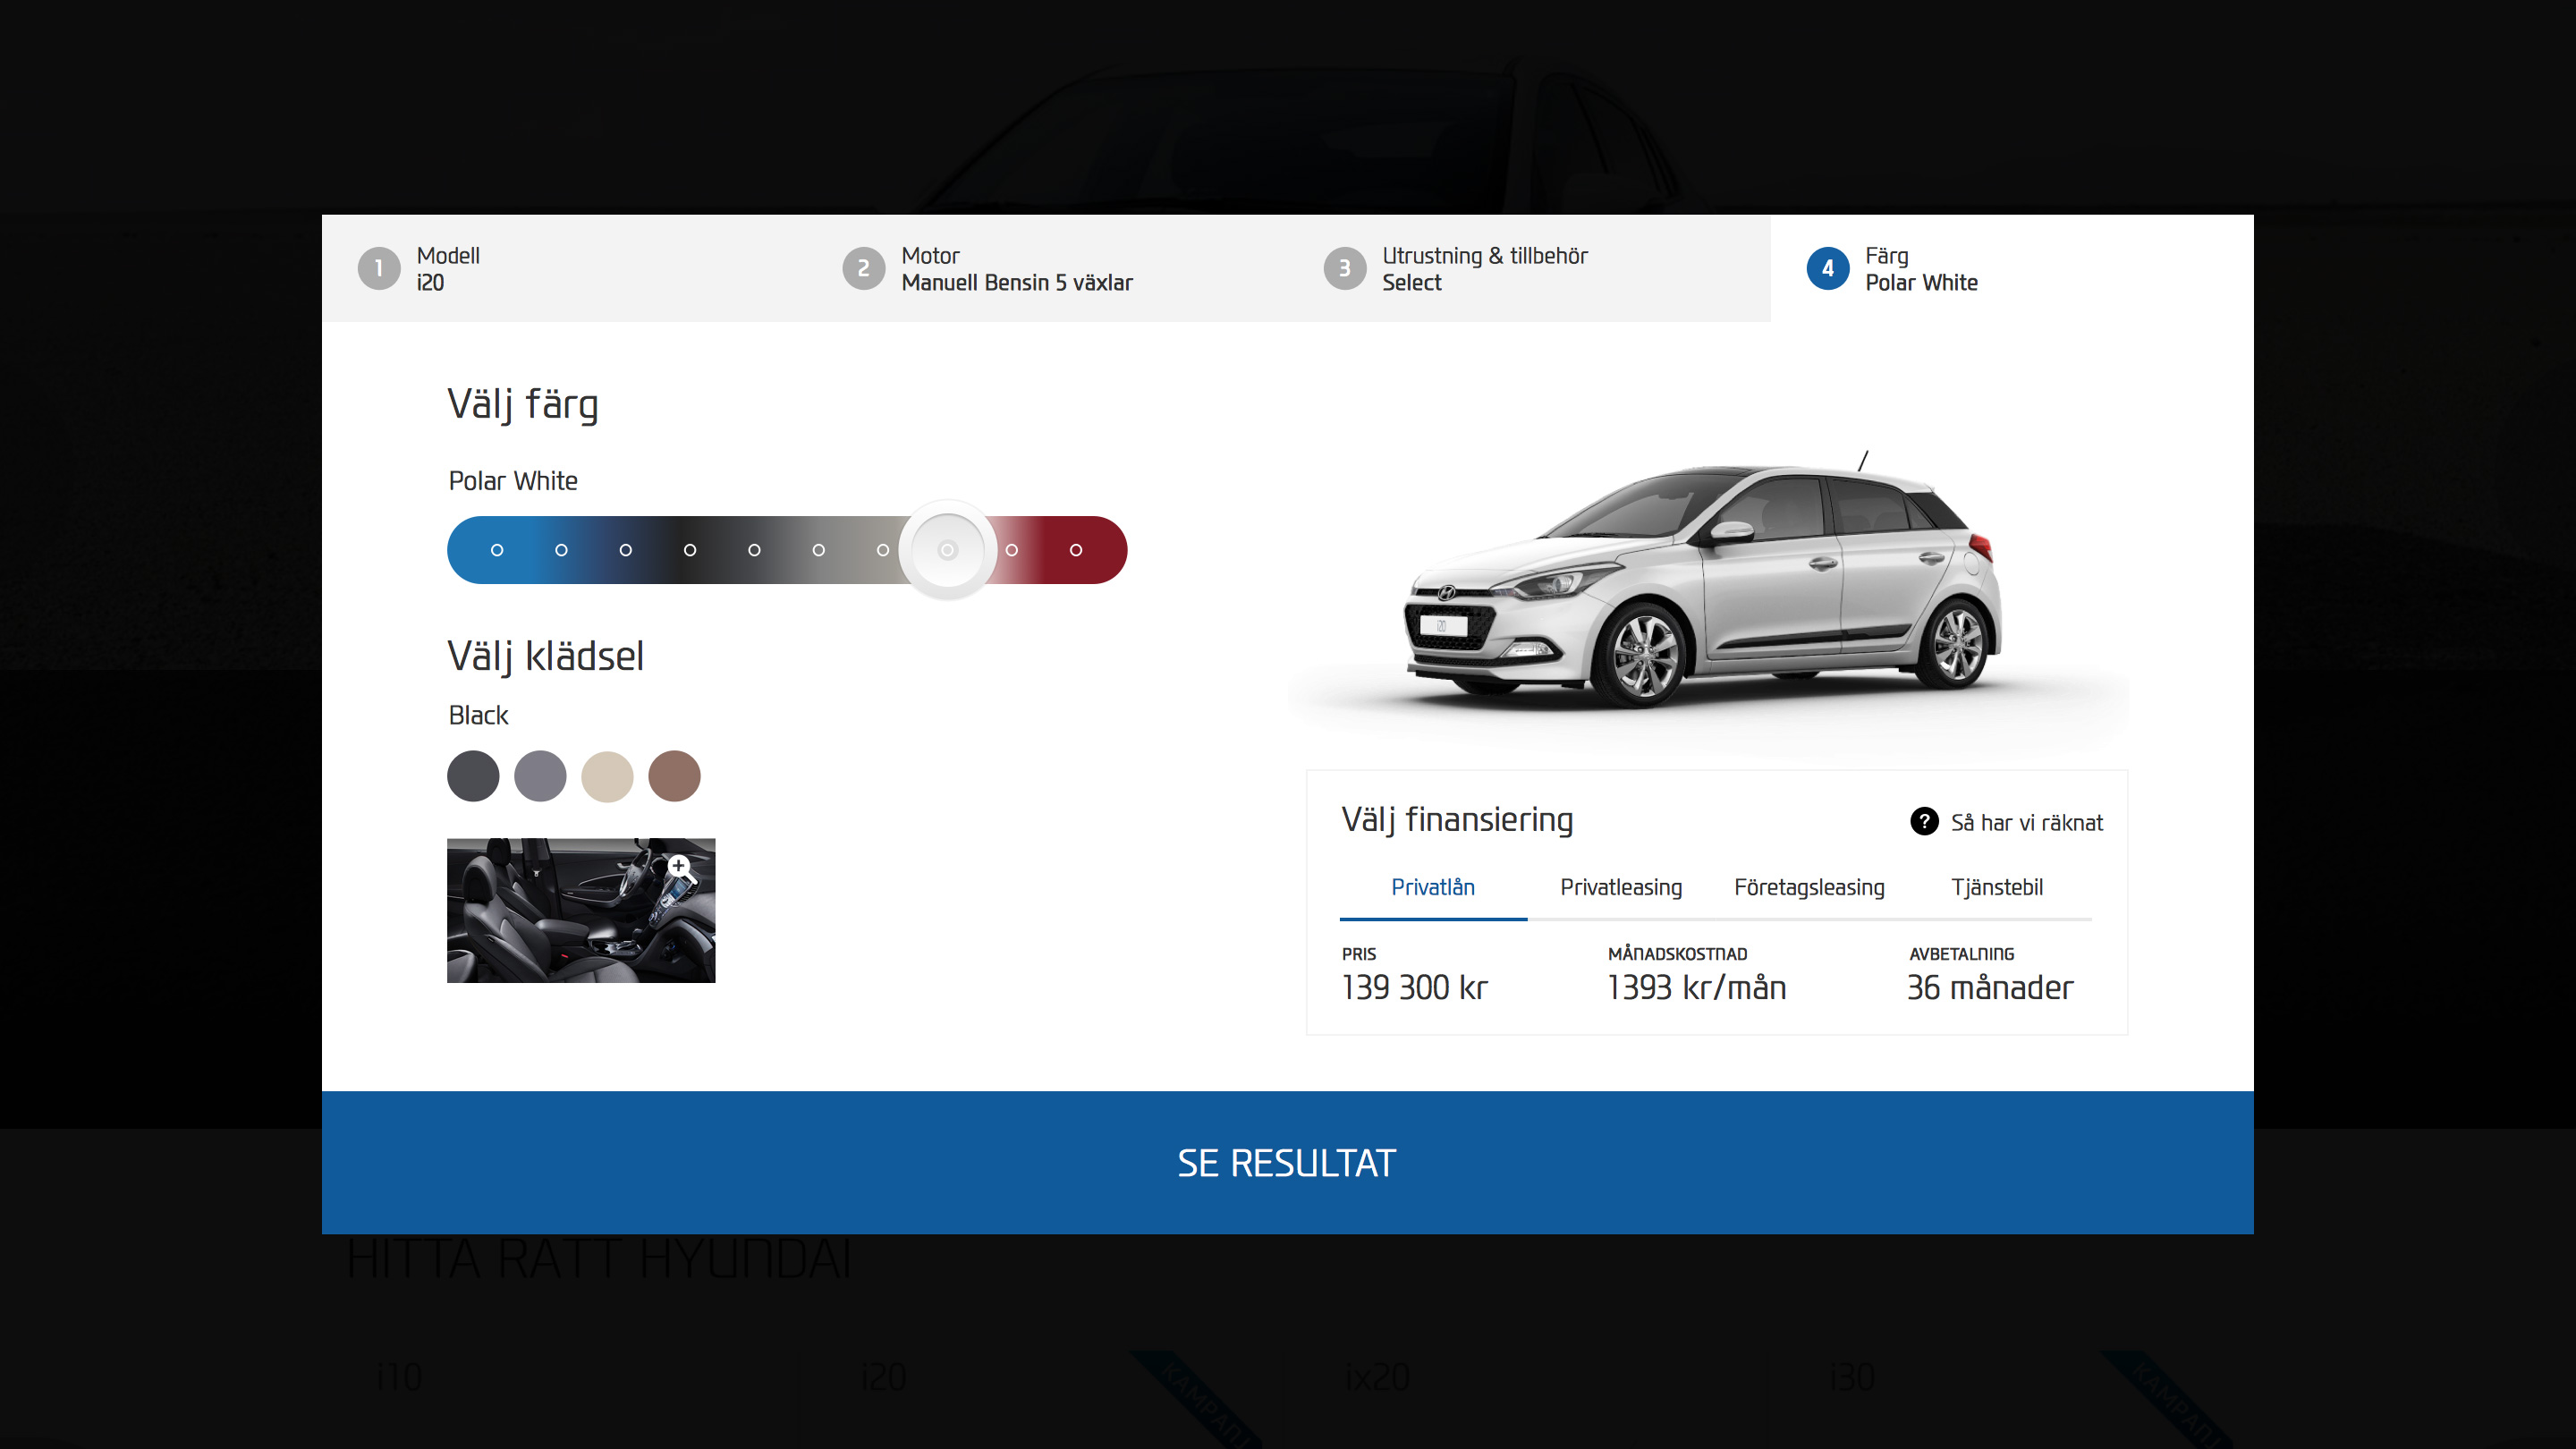 1
Modell
i20
2
Motor
Manuell Bensin 5 växlar
3
Utrustning & tillbehör
Select
4
Färg
Polar White
Välj färg
Polar White
Välj klädsel
Black
i20
Välj finansiering
? Så har vi räknat
Privatlån Privatleasing Företagsleasing Tjänstebil
PRIS MÅNADSKOSTNAD AVBETALNING
139 300 kr 1393 kr/mån 36 månader
SE RESULTAT
HITTA RÄTT HYUNDAI
i10 i20 ix20 i30
KAMPANJ KAMPANJ